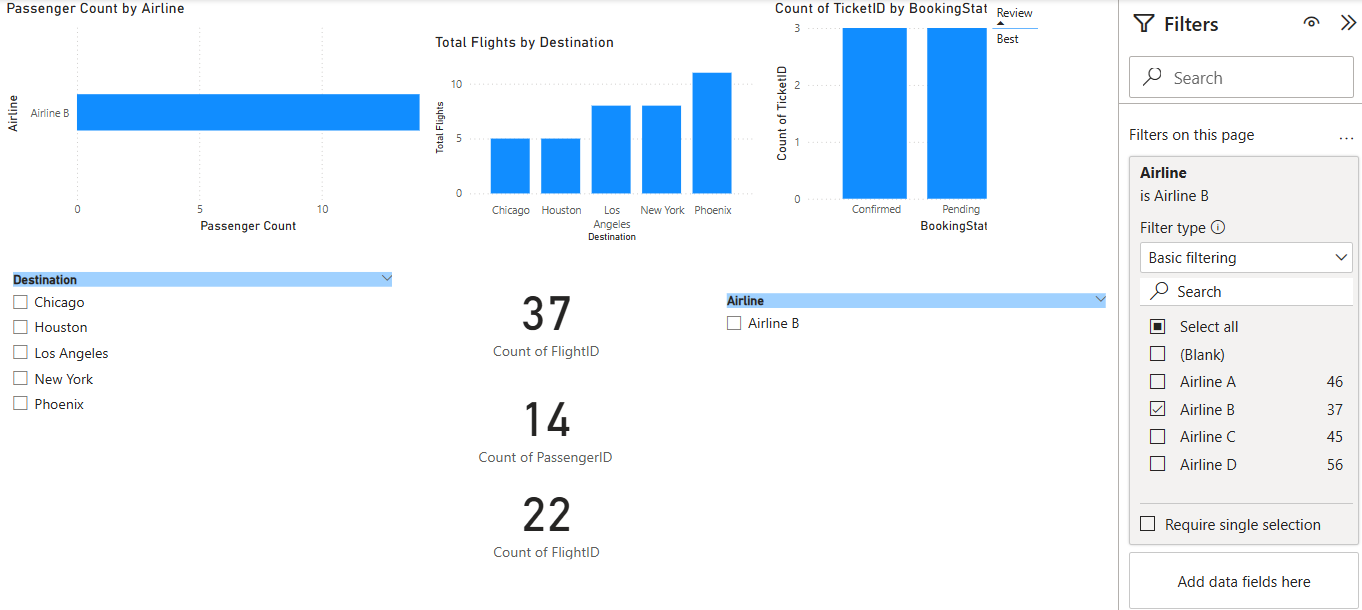 Passenger Count by Airline
Airline
Airline B
0
5
10
Passenger Count
Total Flights by Destination
Total Flights
10
5
0
Chicago
Houston
Los
Angeles
New York
Phoenix
Destination
Count of TicketID by BookingStat
Count of TicketID
3
2
1
0
Confirmed
Pending
BookingStat
Review
Best
Destination
Chicago
Houston
Los Angeles
New York
Phoenix
37
Count of FlightID
14
Count of PassengerID
22
Count of FlightID
Airline
Airline B
Filters
Search
Filters on this page
...
Airline
is Airline B
Filter type
Basic filtering
Search
Select all
(Blank)
Airline A 46
Airline B 37
Airline C 45
Airline D 56
Require single selection
Add data fields here